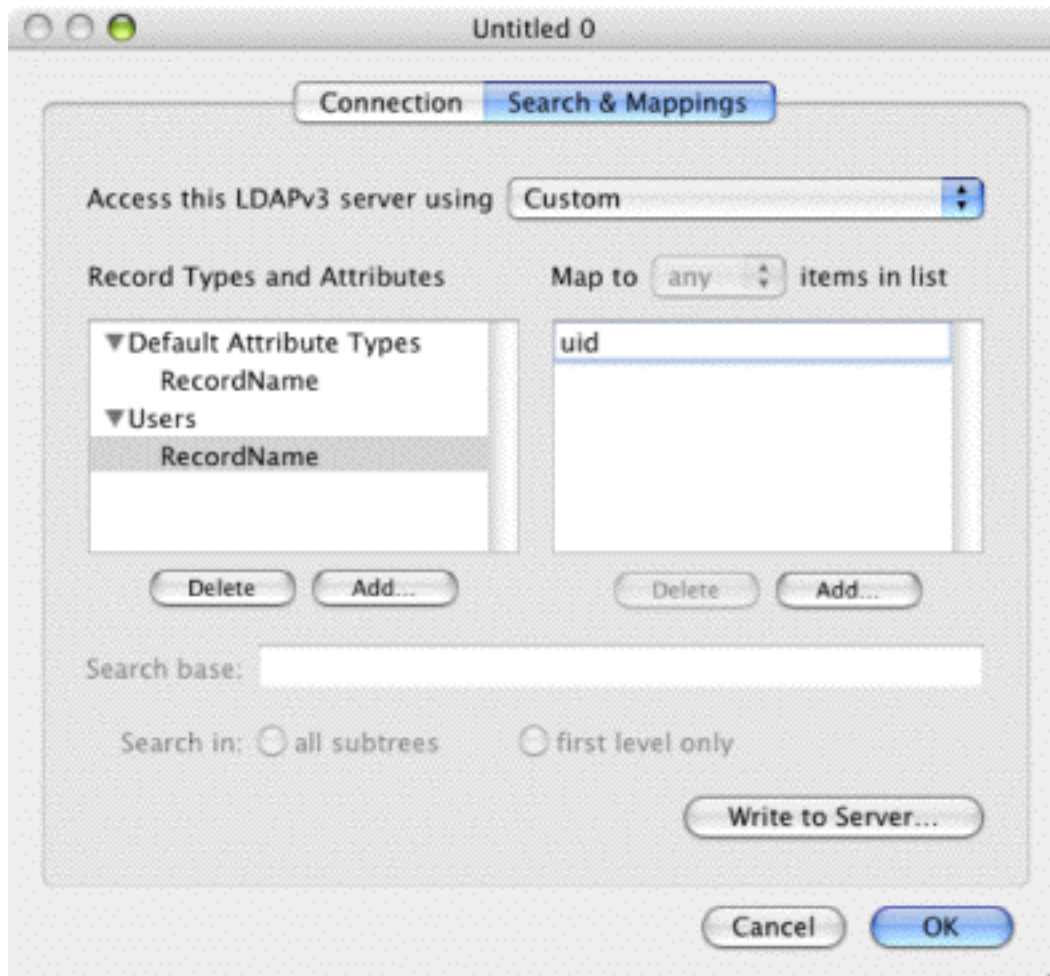 Untitled 0
Connection Search & Mappings
Access this LDAPv3 server using Custom
Record Types and Attributes Map to any items in list
Default Attribute Types uid
RecordName
Users
RecordName
Delete Add... Delete Add...
Search base:
Search in: all subtrees first level only
Write to Server...
Cancel OK